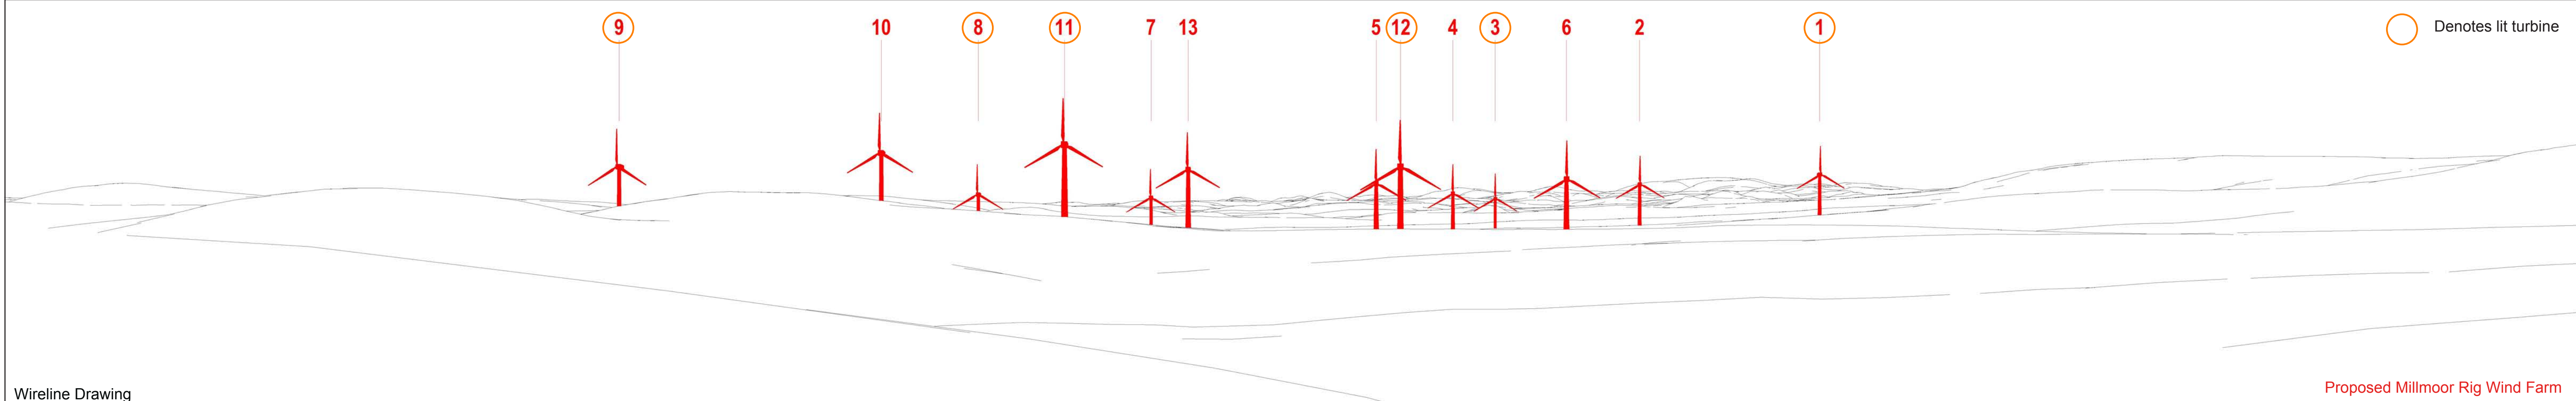 9 10 8 11 7 13 5 12 4 3 6 2 1 Denotes lit turbine
Wireline Drawing
Proposed Millmoor Rig Wind Farm